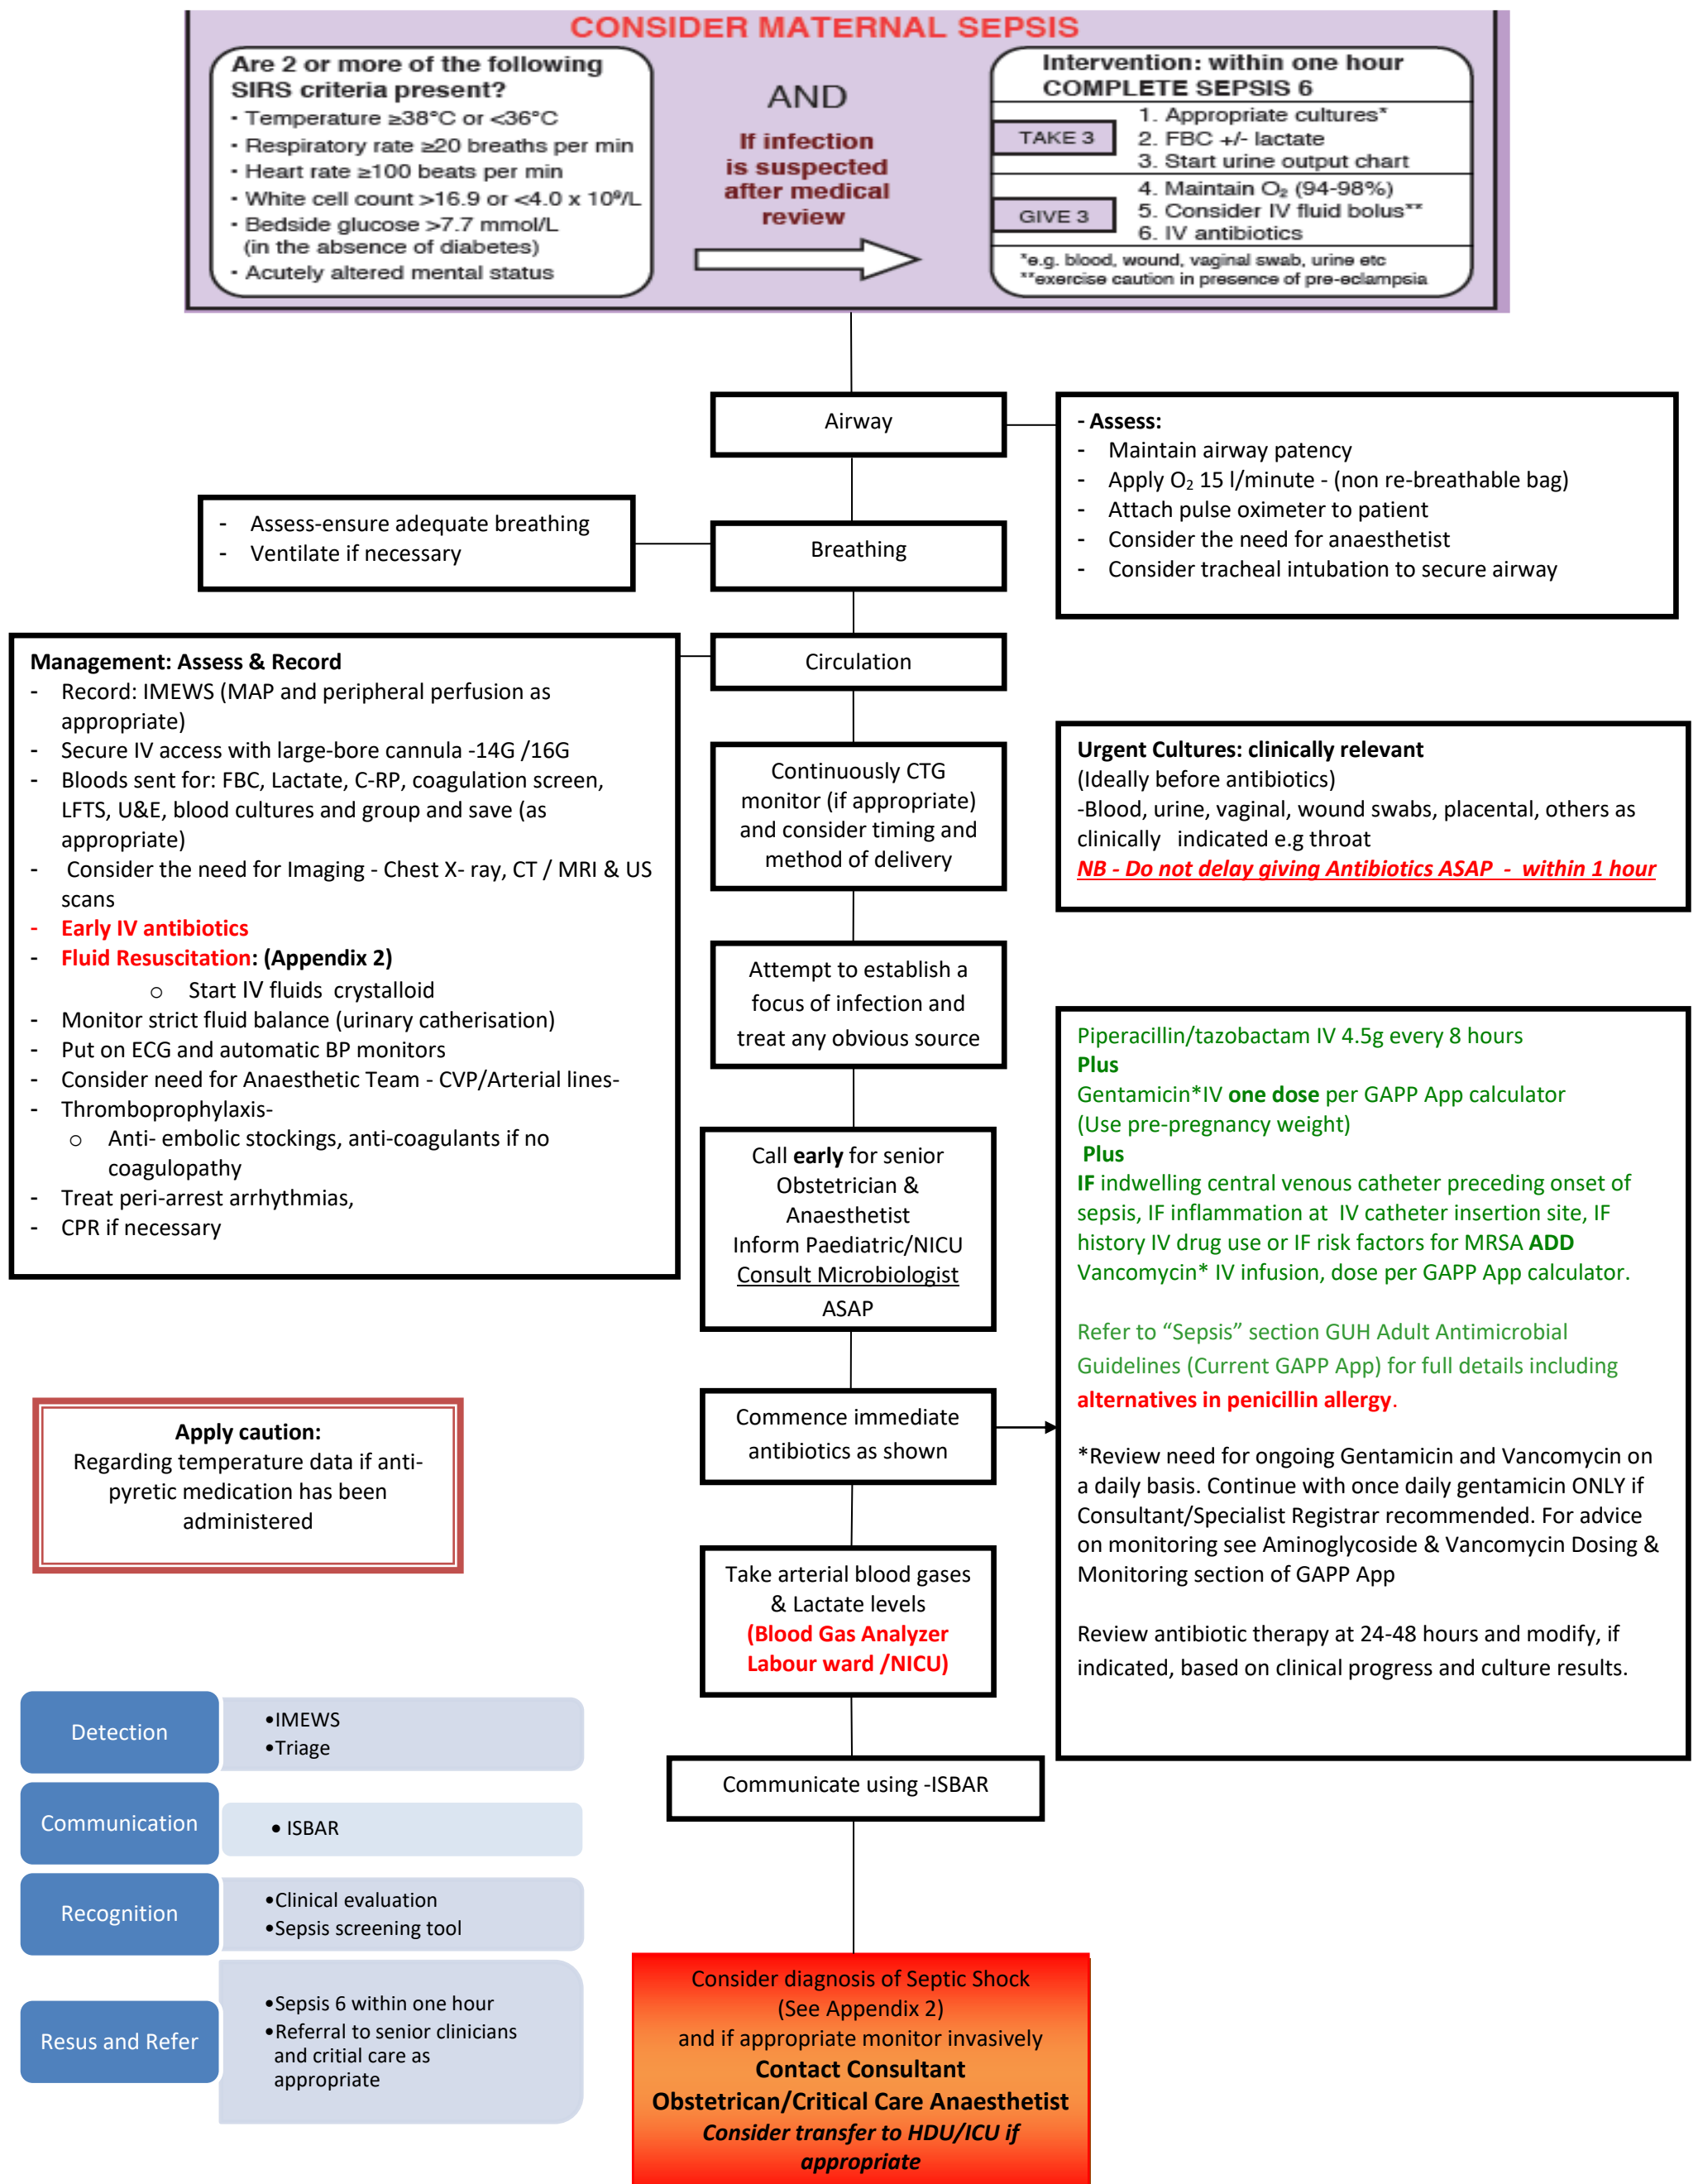 CONSIDER MATERNAL SEPSIS
Are 2 or more of the following
SIRS criteria present?
• Temperature ≥38°C or <36°C
• Respiratory rate ≥20 breaths per min
• Heart rate ≥100 beats per min
• White cell count >16.9 or <4.0 x 10⁹/L
• Bedside glucose >7.7 mmol/L
(in the absence of diabetes)
• Acutely altered mental status
AND
If infection
is suspected
after medical
review
Intervention: within one hour
COMPLETE SEPSIS 6
TAKE 3
1. Appropriate cultures*
2. FBC +/- lactate
3. Start urine output chart
GIVE 3
4. Maintain O₂ (94-98%)
5. Consider IV fluid bolus**
6. IV antibiotics
*e.g. blood, wound, vaginal swab, urine etc
**exercise caution in presence of pre-eclampsia
Airway
- Assess:
- Maintain airway patency
- Apply O₂ 15 l/minute - (non re-breathable bag)
- Attach pulse oximeter to patient
- Consider the need for anaesthetist
- Consider tracheal intubation to secure airway
- Assess-ensure adequate breathing
- Ventilate if necessary
Breathing
Circulation
Management: Assess & Record
- Record: IMEWS (MAP and peripheral perfusion as
appropriate)
- Secure IV access with large-bore cannula -14G /16G
- Bloods sent for: FBC, Lactate, C-RP, coagulation screen,
LFTS, U&E, blood cultures and group and save (as
appropriate)
- Consider the need for Imaging - Chest X- ray, CT / MRI & US
scans
- Early IV antibiotics
- Fluid Resuscitation: (Appendix 2)
o Start IV fluids crystalloid
- Monitor strict fluid balance (urinary catherisation)
- Put on ECG and automatic BP monitors
- Consider need for Anaesthetic Team - CVP/Arterial lines-
- Thromboprophylaxis-
o Anti- embolic stockings, anti-coagulants if no
coagulopathy
- Treat peri-arrest arrhythmias,
- CPR if necessary
Continuously CTG
monitor (if appropriate)
and consider timing and
method of delivery
Urgent Cultures: clinically relevant
(Ideally before antibiotics)
-Blood, urine, vaginal, wound swabs, placental, others as
clinically indicated e.g throat
NB - Do not delay giving Antibiotics ASAP - within 1 hour
Attempt to establish a
focus of infection and
treat any obvious source
Call early for senior
Obstetrician &
Anaesthetist
Inform Paediatric/NICU
Consult Microbiologist
ASAP
Commence immediate
antibiotics as shown
Piperacillin/tazobactam IV 4.5g every 8 hours
Plus
Gentamicin*IV one dose per GAPP App calculator
(Use pre-pregnancy weight)
Plus
IF indwelling central venous catheter preceding onset of
sepsis, IF inflammation at IV catheter insertion site, IF
history IV drug use or IF risk factors for MRSA ADD
Vancomycin* IV infusion, dose per GAPP App calculator.
Refer to “Sepsis” section GUH Adult Antimicrobial
Guidelines (Current GAPP App) for full details including
alternatives in penicillin allergy.
*Review need for ongoing Gentamicin and Vancomycin on
a daily basis. Continue with once daily gentamicin ONLY if
Consultant/Specialist Registrar recommended. For advice
on monitoring see Aminoglycoside & Vancomycin Dosing &
Monitoring section of GAPP App
Review antibiotic therapy at 24-48 hours and modify, if
indicated, based on clinical progress and culture results.
Apply caution:
Regarding temperature data if anti-
pyretic medication has been
administered
Take arterial blood gases
& Lactate levels
(Blood Gas Analyzer
Labour ward /NICU)
Communicate using -ISBAR
Detection
•IMEWS
•Triage
Communication
• ISBAR
Recognition
•Clinical evaluation
•Sepsis screening tool
Resus and Refer
•Sepsis 6 within one hour
•Referral to senior clinicians
and critial care as
appropriate
Consider diagnosis of Septic Shock
(See Appendix 2)
and if appropriate monitor invasively
Contact Consultant
Obstetrican/Critical Care Anaesthetist
Consider transfer to HDU/ICU if
appropriate